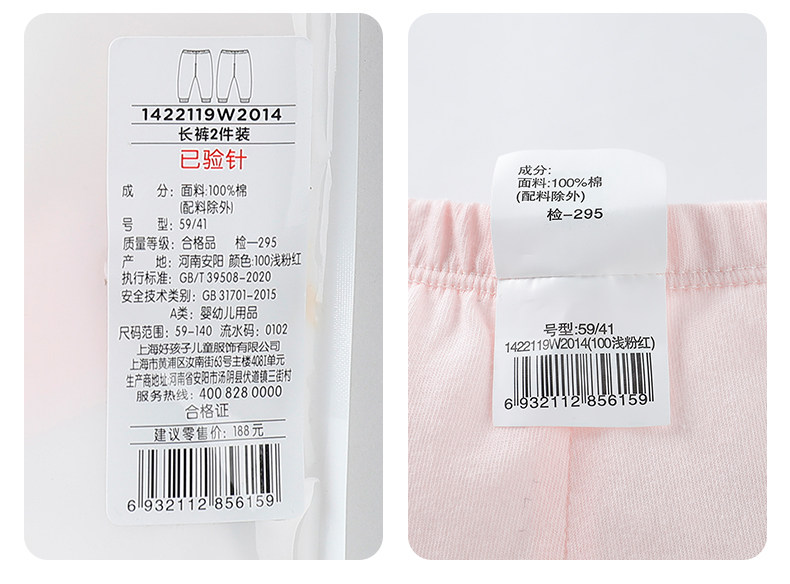 1422119W2014
长裤2件装
已验针
成 分: 面料:100%棉
(配料除外)
号 型: 59/41
质量等级: 合格品 检—295
产 地: 河南安阳 颜色:100浅粉红
执行标准: GB/T 39508-2020
安全技术类别: GB 31701-2015
A类: 婴幼儿用品
尺码范围: 59-140 流水码: 0102
上海好孩子儿童服饰有限公司
上海市黄浦区汝南街63号主楼408I单元
生产商地址:河南省安阳市汤阴县伏道镇三街村
服务热线: 400 828 0000
合格证
建议零售价: 188元
6 932112 856159
成分:
面料:100%棉
(配料除外)
检-295
号型:59/41
1422119W2014(100浅粉红)
6 932112 856159